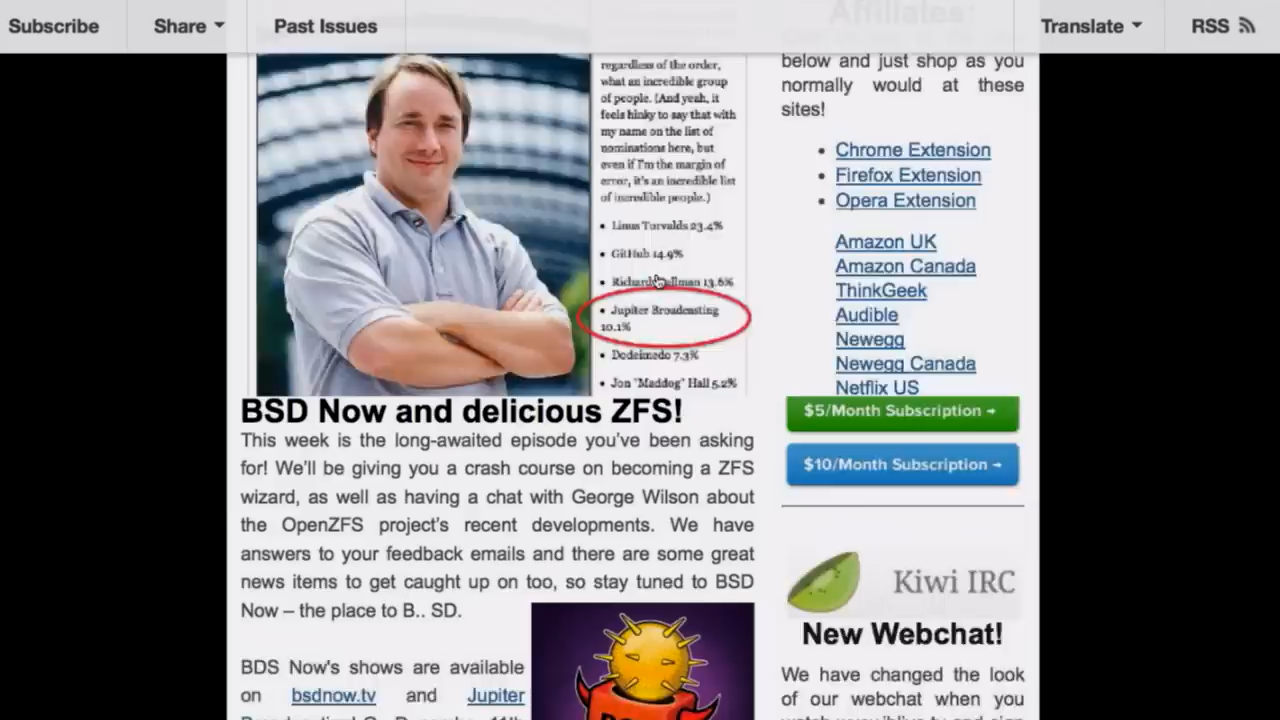 Subscribe
Share
Past Issues
Translate
RSS
regardless of the order,
what an incredible group
of people. (And yeah, it
feels hinky to say that with
my name on the list of
nominations here, but
even if I'm the margin of
error, it's an incredible list
of incredible people.)
• Linus Torvalds 23.4%
• GitHub 14.9%
• Richard 13.6%
• Jupiter Broadcasting
10.1%
• Dedoimedo 7.3%
• Jon "Maddog" Hall 5.2%
BSD Now and delicious ZFS!
This week is the long-awaited episode you've been asking
for! We'll be giving you a crash course on becoming a ZFS
wizard, as well as having a chat with George Wilson about
the OpenZFS project's recent developments. We have
answers to your feedback emails and there are some great
news items to get caught up on too, so stay tuned to BSD
Now – the place to B.. SD.
BDS Now's shows are available
on bsdnow.tv and Jupiter
Affiliates:
below and just shop as you
normally would at these
sites!
• Chrome Extension
• Firefox Extension
• Opera Extension
Amazon UK
Amazon Canada
ThinkGeek
Audible
Newegg
Newegg Canada
Netflix US
$5/Month Subscription →
$10/Month Subscription →
Kiwi IRC
New Webchat!
We have changed the look
of our webchat when you